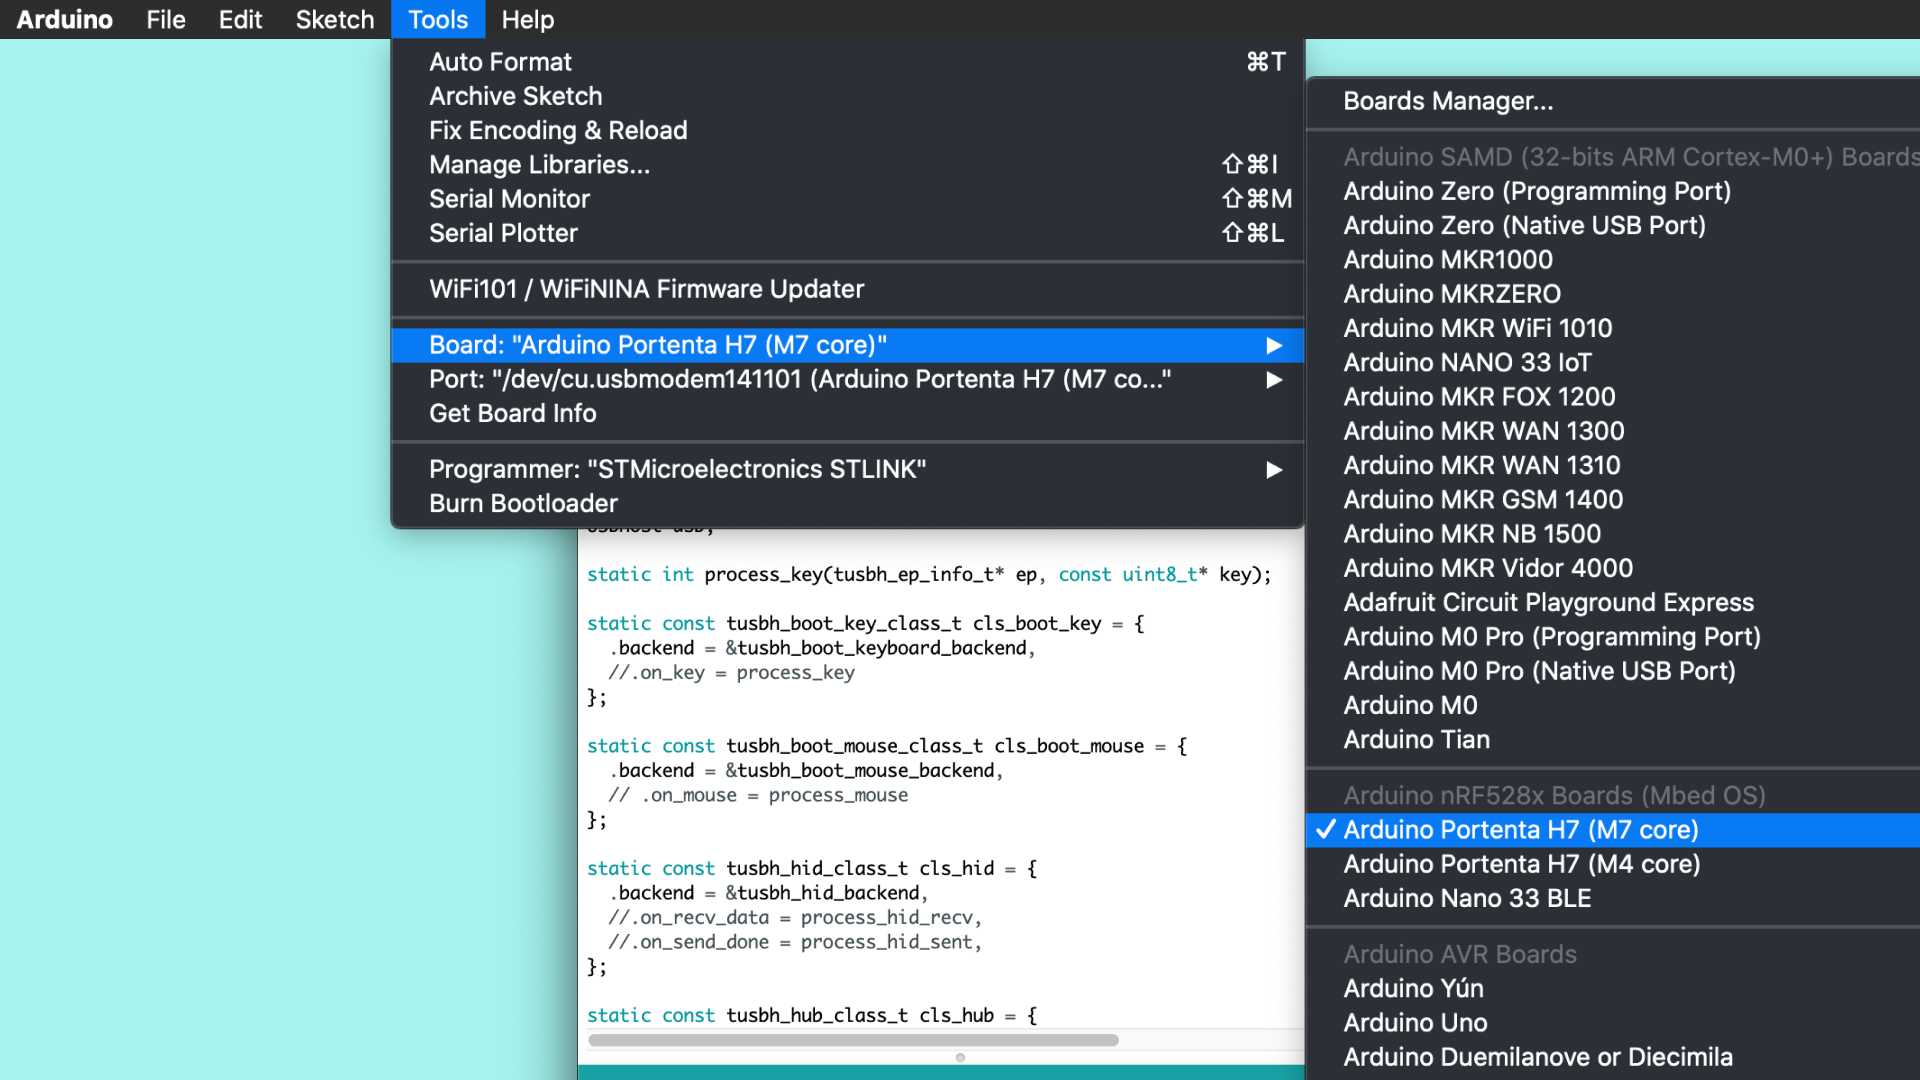 Arduino File Edit Sketch Tools Help
Auto Format ⌘T
Archive Sketch
Fix Encoding & Reload
Manage Libraries... ⇧⌘I
Serial Monitor ⇧⌘M
Serial Plotter ⇧⌘L
WiFi101 / WiFiNINA Firmware Updater
Board: "Arduino Portenta H7 (M7 core)"
Port: "/dev/cu.usbmodem141101 (Arduino Portenta H7 (M7 co..."
Get Board Info
Programmer: "STMicroelectronics STLINK"
Burn Bootloader
Boards Manager...
Arduino SAMD (32-bits ARM Cortex-M0+) Boards
Arduino Zero (Programming Port)
Arduino Zero (Native USB Port)
Arduino MKR1000
Arduino MKRZERO
Arduino MKR WiFi 1010
Arduino NANO 33 IoT
Arduino MKR FOX 1200
Arduino MKR WAN 1300
Arduino MKR WAN 1310
Arduino MKR GSM 1400
Arduino MKR NB 1500
Arduino MKR Vidor 4000
Adafruit Circuit Playground Express
Arduino M0 Pro (Programming Port)
Arduino M0 Pro (Native USB Port)
Arduino M0
Arduino Tian
Arduino nRF528x Boards (Mbed OS)
✓ Arduino Portenta H7 (M7 core)
Arduino Portenta H7 (M4 core)
Arduino Nano 33 BLE
Arduino AVR Boards
Arduino Yún
Arduino Uno
Arduino Duemilanove or Diecimila
static int process_key(tusbh_ep_info_t* ep, const uint8_t* key);
static const tusbh_boot_key_class_t cls_boot_key = {
.backend = &tusbh_boot_keyboard_backend,
//.on_key = process_key
};
static const tusbh_boot_mouse_class_t cls_boot_mouse = {
.backend = &tusbh_boot_mouse_backend,
// .on_mouse = process_mouse
};
static const tusbh_hid_class_t cls_hid = {
.backend = &tusbh_hid_backend,
//.on_recv_data = process_hid_recv,
//.on_send_done = process_hid_sent,
};
static const tusbh_hub_class_t cls_hub = {